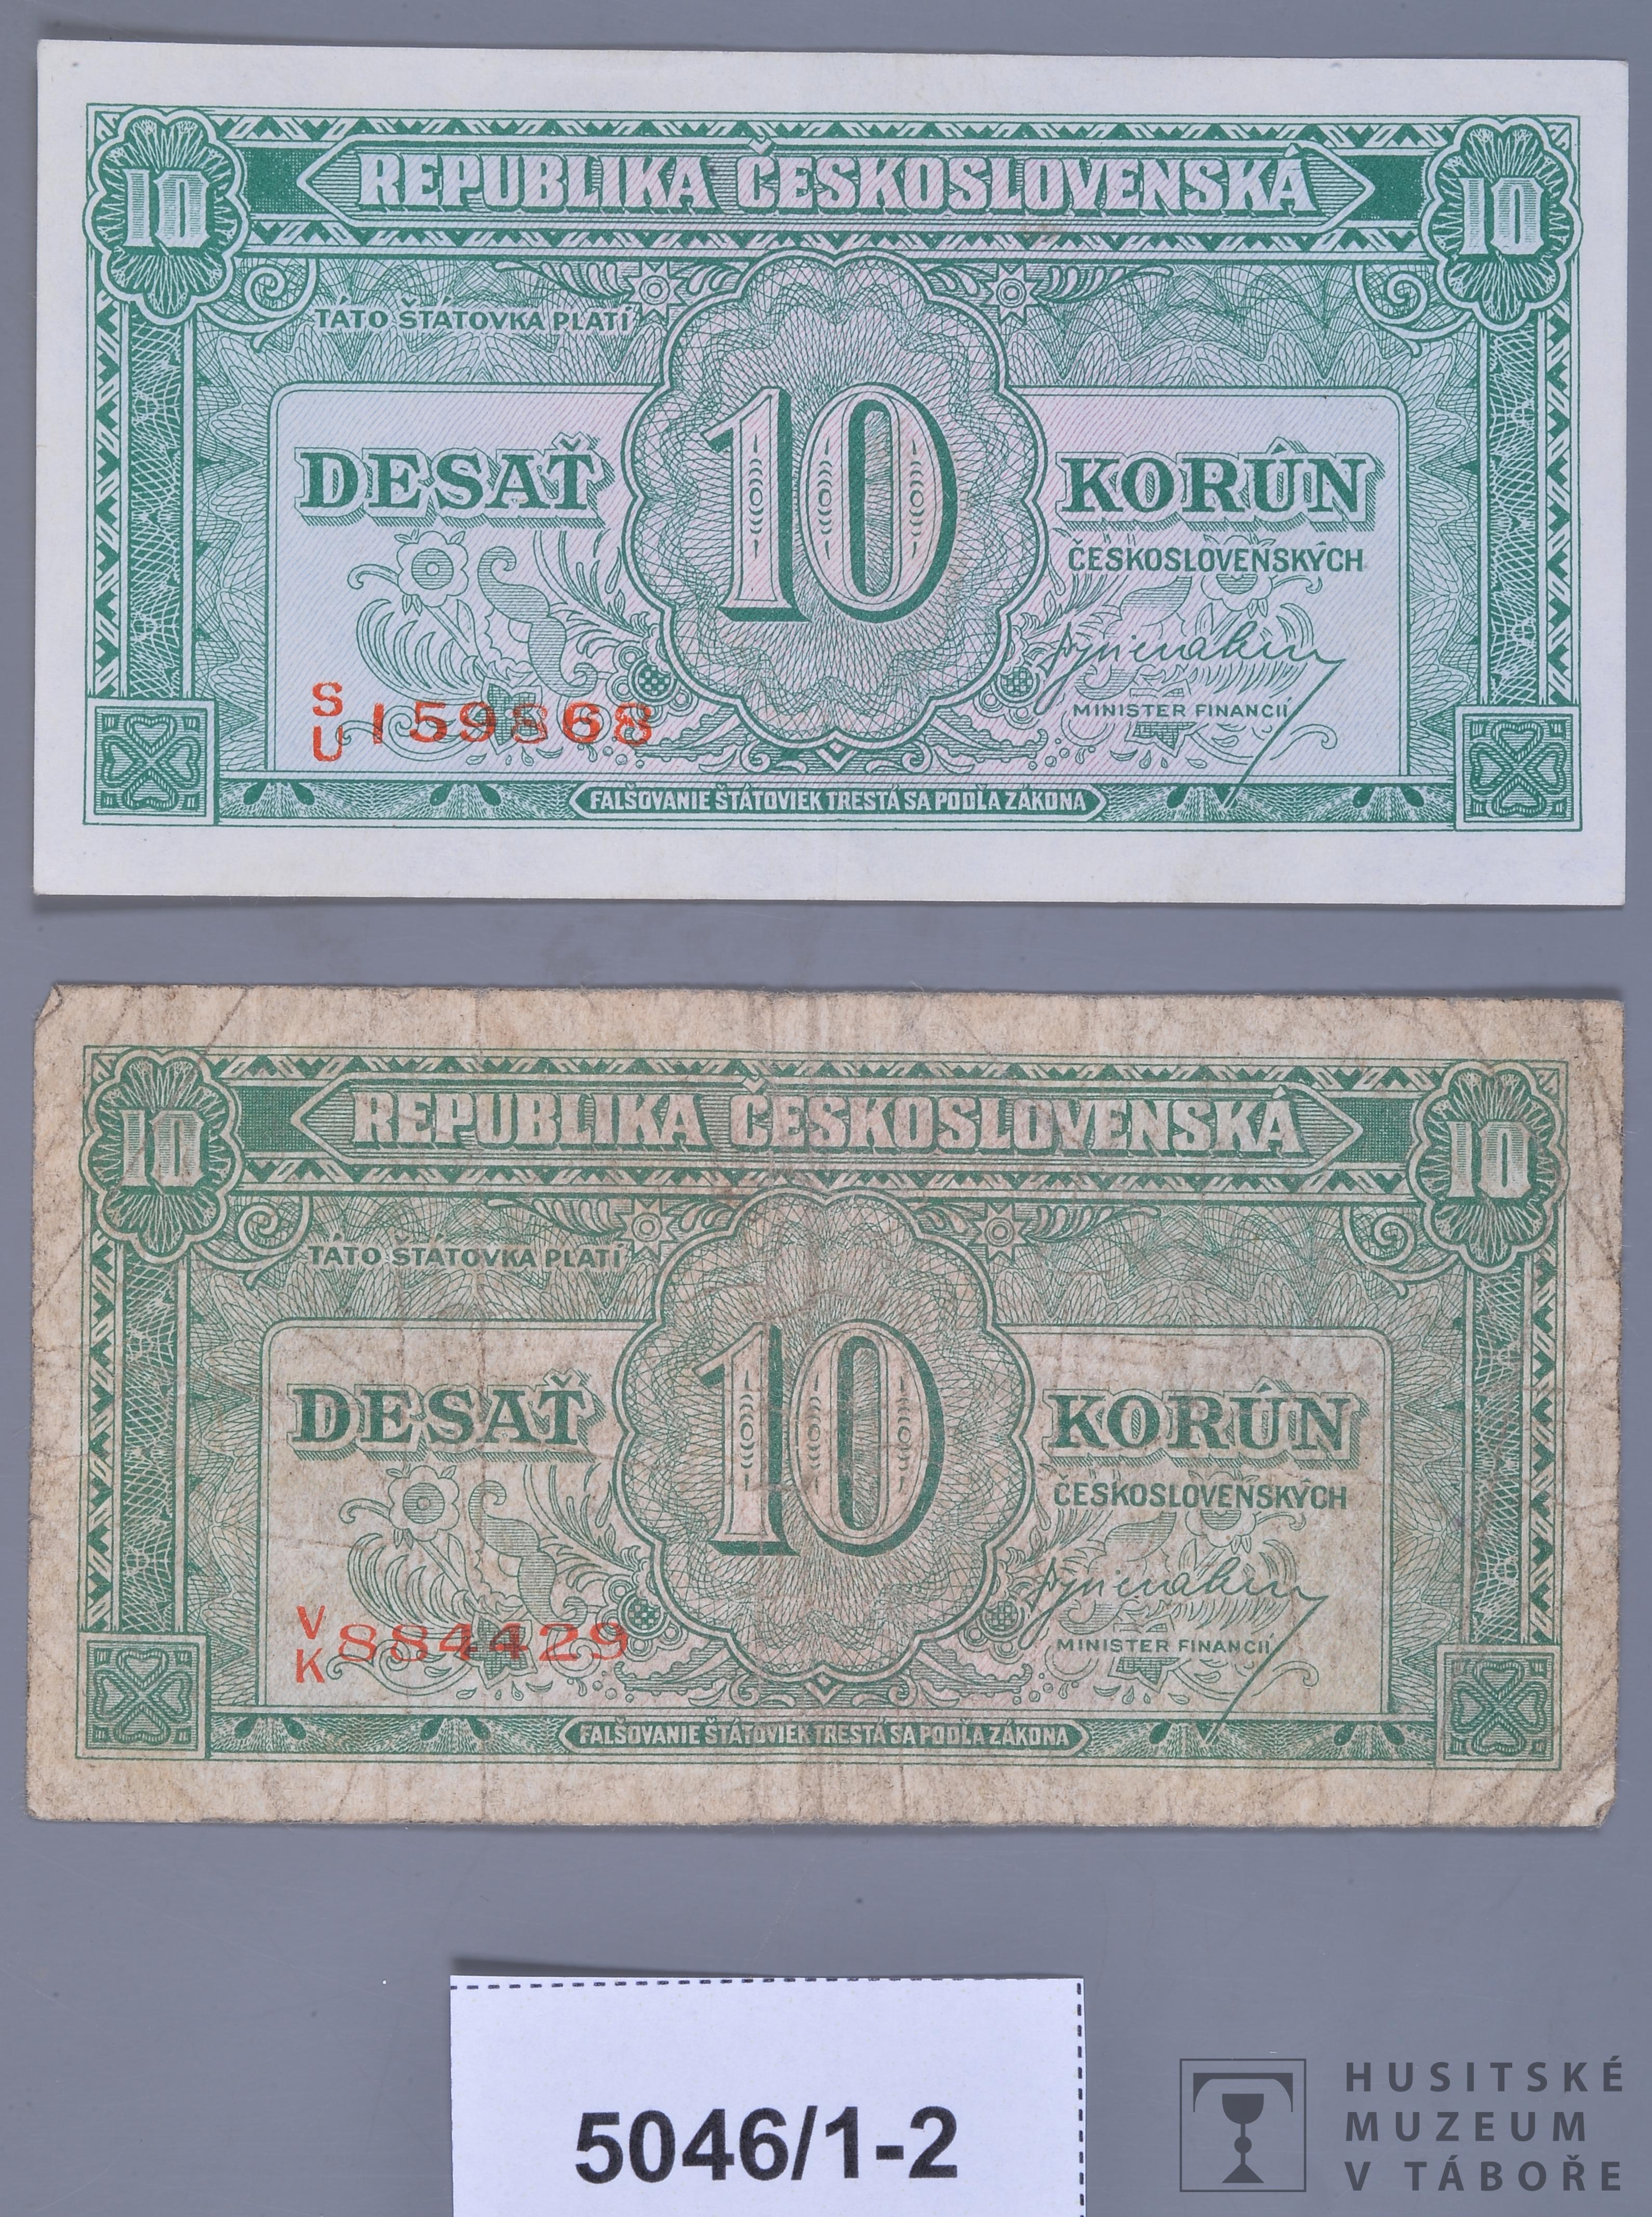 REPUBLIKA ČESKOSLOVENSKÁ
10
10
TÁTO ŠTÁTOVKA PLATÍ
DESAŤ 10 KORÚN
ČESKOSLOVENSKÝCH
MINISTER FINANCIÍ
S
U 159868
FALŠOVANIE ŠTÁTOVIEK TRESTÁ SA PODĽA ZÁKONA
REPUBLIKA ČESKOSLOVENSKÁ
10
10
TÁTO ŠTÁTOVKA PLATÍ
DESAŤ 10 KORÚN
ČESKOSLOVENSKÝCH
MINISTER FINANCIÍ
V
K 884429
FALŠOVANIE ŠTÁTOVIEK TRESTÁ SA PODĽA ZÁKONA
5046/1-2
HUSITSKÉ
MUZEUM
V TÁBOŘE